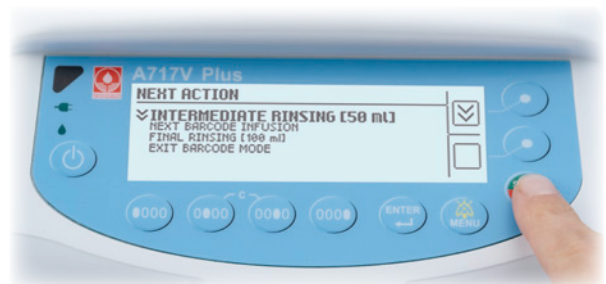 A717V Plus
NEXT ACTION
INTERMEDIATE RINSING [50 ml]
NEXT BARCODE INFUSION
FINAL RINSING [100 ml]
EXIT BARCODE MODE
C
0000 0000 0000 0000 ENTER MENU